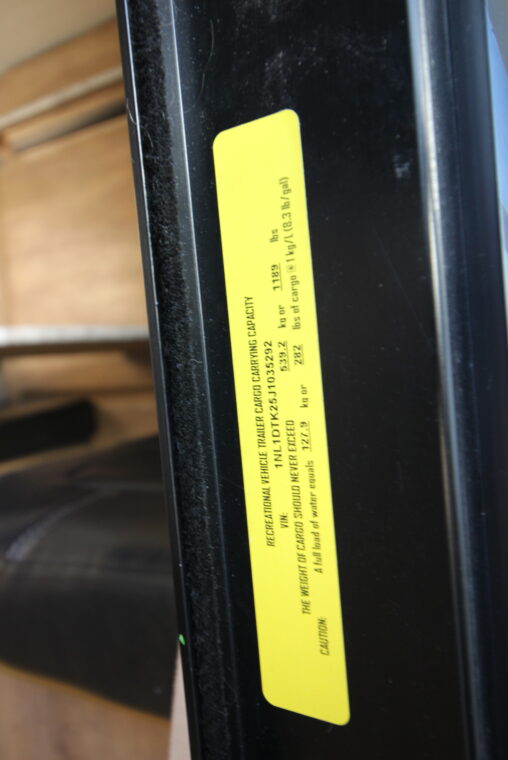 RECREATIONAL VEHICLE TRAILER CARGO CARRYING CAPACITY
VIN: 1NL1DTK25J1035292
THE WEIGHT OF CARGO SHOULD NEVER EXCEED 539.2 kg or 1189 lbs
CAUTION: A full load of water equals 127.9 kg or 282 lbs of cargo @ 1 kg/L (8.3 lb/gal)